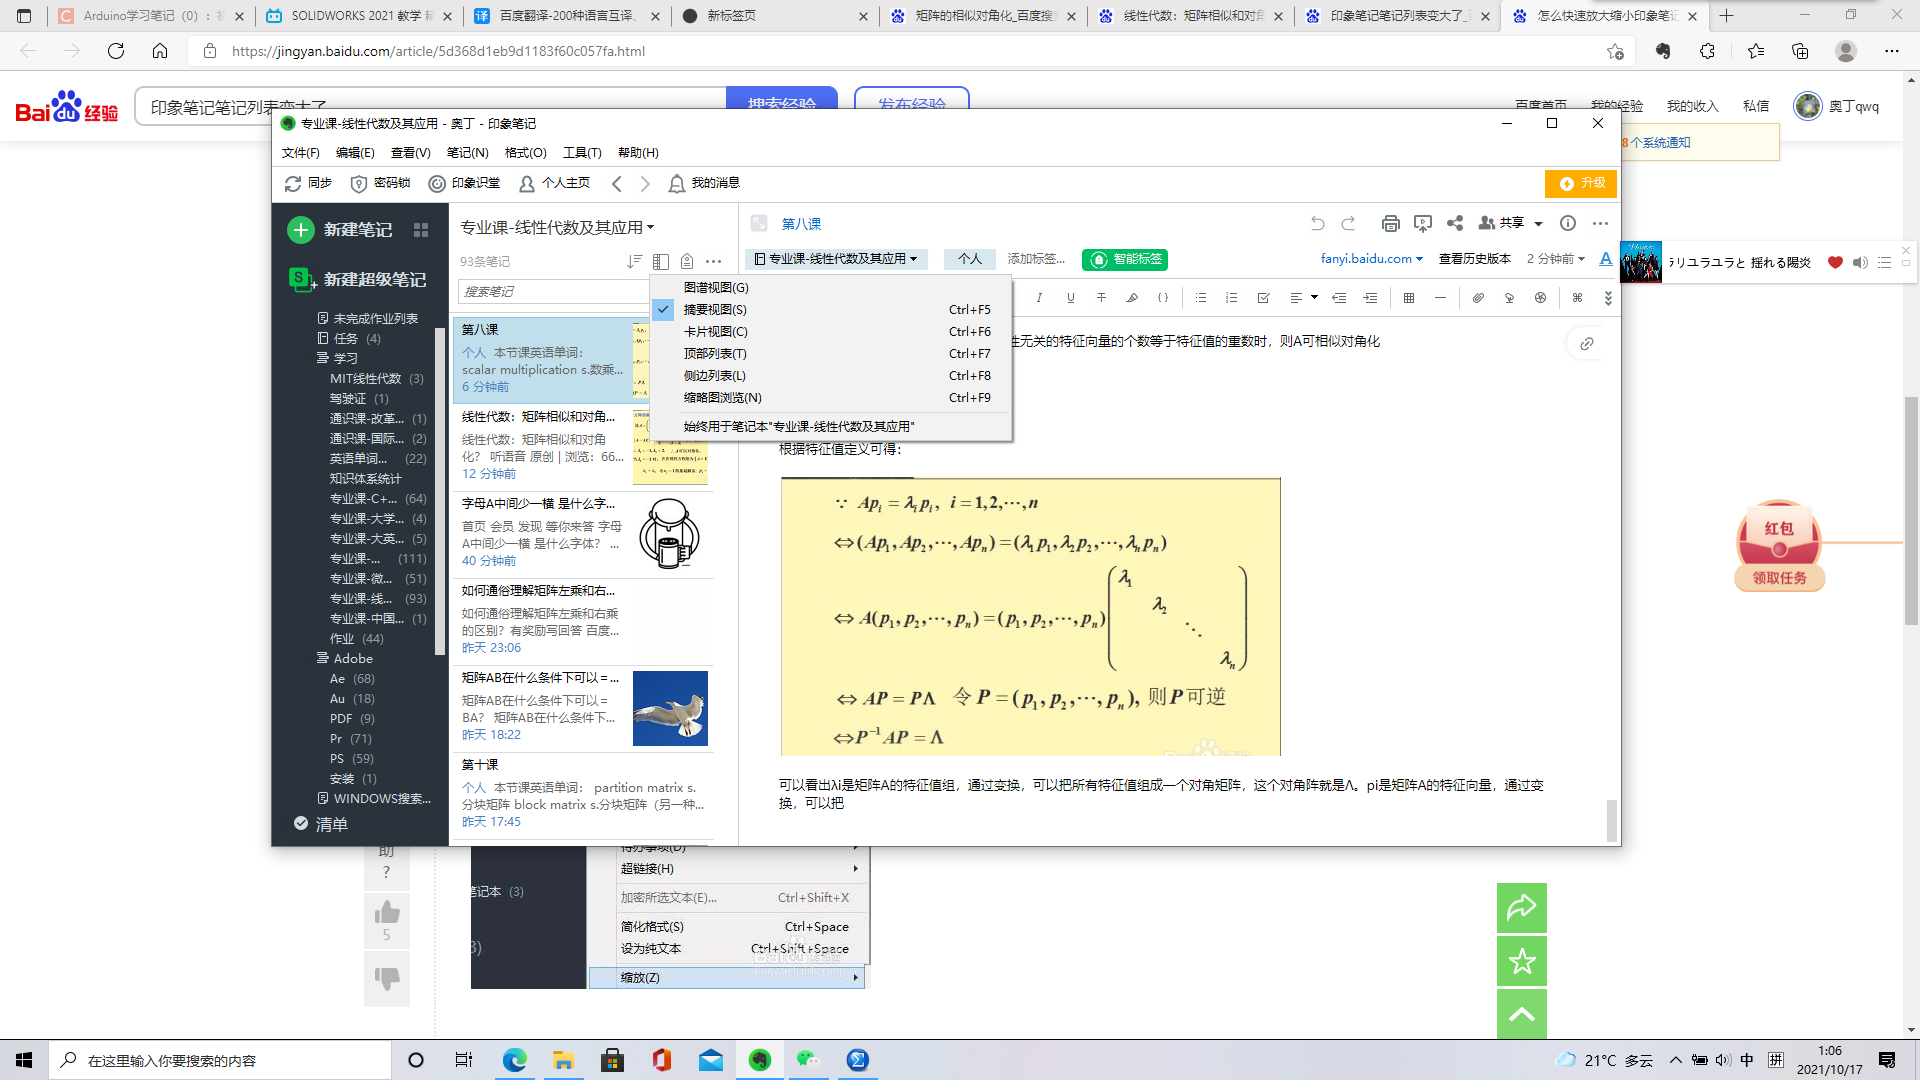 Arduino学习笔记（0）：初
SOLIDWORKS 2021 教学 精
百度翻译-200种语言互译、
新标签页
矩阵的相似对角化_百度搜索
线性代数：矩阵相似和对角
印象笔记笔记列表变大了_百
怎么快速放大缩小印象笔记
https://jingyan.baidu.com/article/5d368d1eb9d1183f60c057fa.html
Baidu经验
印象笔记笔记列表变大了
搜索经验
发布经验
百度首页
我的经验
我的收入
私信
奥丁qwq
8个系统通知
专业课-线性代数及其应用 - 奥丁 - 印象笔记
文件(F) 编辑(E) 查看(V) 笔记(N) 格式(O) 工具(T) 帮助(H)
同步 密码锁 印象识堂 个人主页 我的消息
升级
新建笔记
新建超级笔记
未完成作业列表
任务 (4)
学习
MIT线性代数 (3)
驾驶证 (1)
通识课-改革... (1)
通识课-国际... (2)
英语单词... (22)
知识体系统计
专业课-C+... (64)
专业课-大学... (4)
专业课-大英... (5)
专业课-... (111)
专业课-微... (51)
专业课-线... (93)
专业课-中国... (1)
作业 (44)
Adobe
Ae (68)
Au (18)
PDF (9)
Pr (71)
PS (59)
安装 (1)
WINDOWS搜索...
清单
专业课-线性代数及其应用
93条笔记
搜索笔记
第八课
个人 本节课英语单词：
scalar multiplication s.数乘...
6 分钟前
线性代数：矩阵相似和对角...
线性代数：矩阵相似和对角
化？ 听语音 原创 | 浏览：66...
12 分钟前
字母A中间少一横 是什么字...
首页 会员 发现 等你来答 字母
A中间少一横 是什么字体？ ...
40 分钟前
如何通俗理解矩阵左乘和右...
如何通俗理解矩阵左乘和右乘
的区别？有奖励写回答 百度...
昨天 23:06
矩阵AB在什么条件下可以＝...
矩阵AB在什么条件下可以＝
BA？ 矩阵AB在什么条件下...
昨天 18:22
第十课
个人 本节课英语单词： partition matrix s.
分块矩阵 block matrix s.分块矩阵（另一种...
昨天 17:45
图谱视图(G)
摘要视图(S) Ctrl+F5
卡片视图(C) Ctrl+F6
顶部列表(T) Ctrl+F7
侧边列表(L) Ctrl+F8
缩略图浏览(N) Ctrl+F9
始终用于笔记本"专业课-线性代数及其应用"
第八课
共享
专业课-线性代数及其应用
个人
添加标签...
智能标签
fanyi.baidu.com
查看历史版本
2 分钟前
性无关的特征向量的个数等于特征值的重数时，则A可相似对角化
根据特征值定义可得：
∵ Ap_i = λ_i p_i, i = 1,2,⋯,n
⇔(Ap_1, Ap_2,⋯, Ap_n) = (λ_1 p_1, λ_2 p_2,⋯, λ_n p_n)
⇔ A(p_1, p_2,⋯, p_n) = (p_1, p_2,⋯, p_n) ( λ_1 λ_2 ⋱ λ_n )
⇔ AP = PΛ 令 P = (p_1, p_2,⋯, p_n), 则 P 可逆
⇔P^-1 AP = Λ
可以看出λi是矩阵A的特征值组，通过变换，可以把所有特征值组成一个对角矩阵，这个对角阵就是Λ。pi是矩阵A的特征向量，通过变
换，可以把
ラリユラユラと 揺れる陽炎
红包
领取任务
助
?
5
笔记本 (3)
3)
待办事项(D)
超链接(H)
加密所选文本(E)... Ctrl+Shift+X
简化格式(S) Ctrl+Space
设为纯文本 Ctrl+Shift+Space
Baidu经验
jingyan.baidu.com
缩放(Z)
在这里输入你要搜索的内容
21°C 多云
中
拼
1:06
2021/10/17